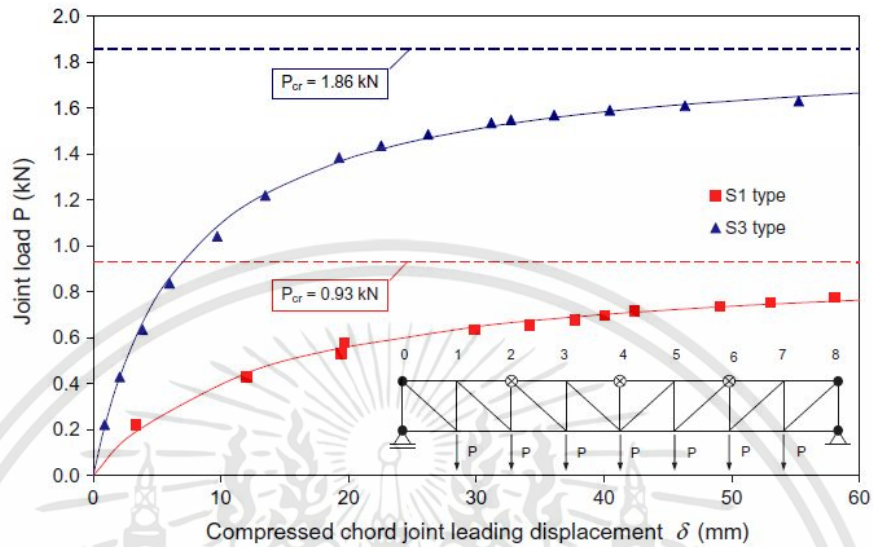 2.0
1.8
P_cr = 1.86 kN
1.6
1.4
1.2
S1 type
S3 type
1.0
P_cr = 0.93 kN
0.8
0.6
0 1 2 3 4 5 6 7 8
0.4
0.2
P P P P P P P
0.0
0 10 20 30 40 50 60
Joint load P (kN)
Compressed chord joint leading displacement δ (mm)